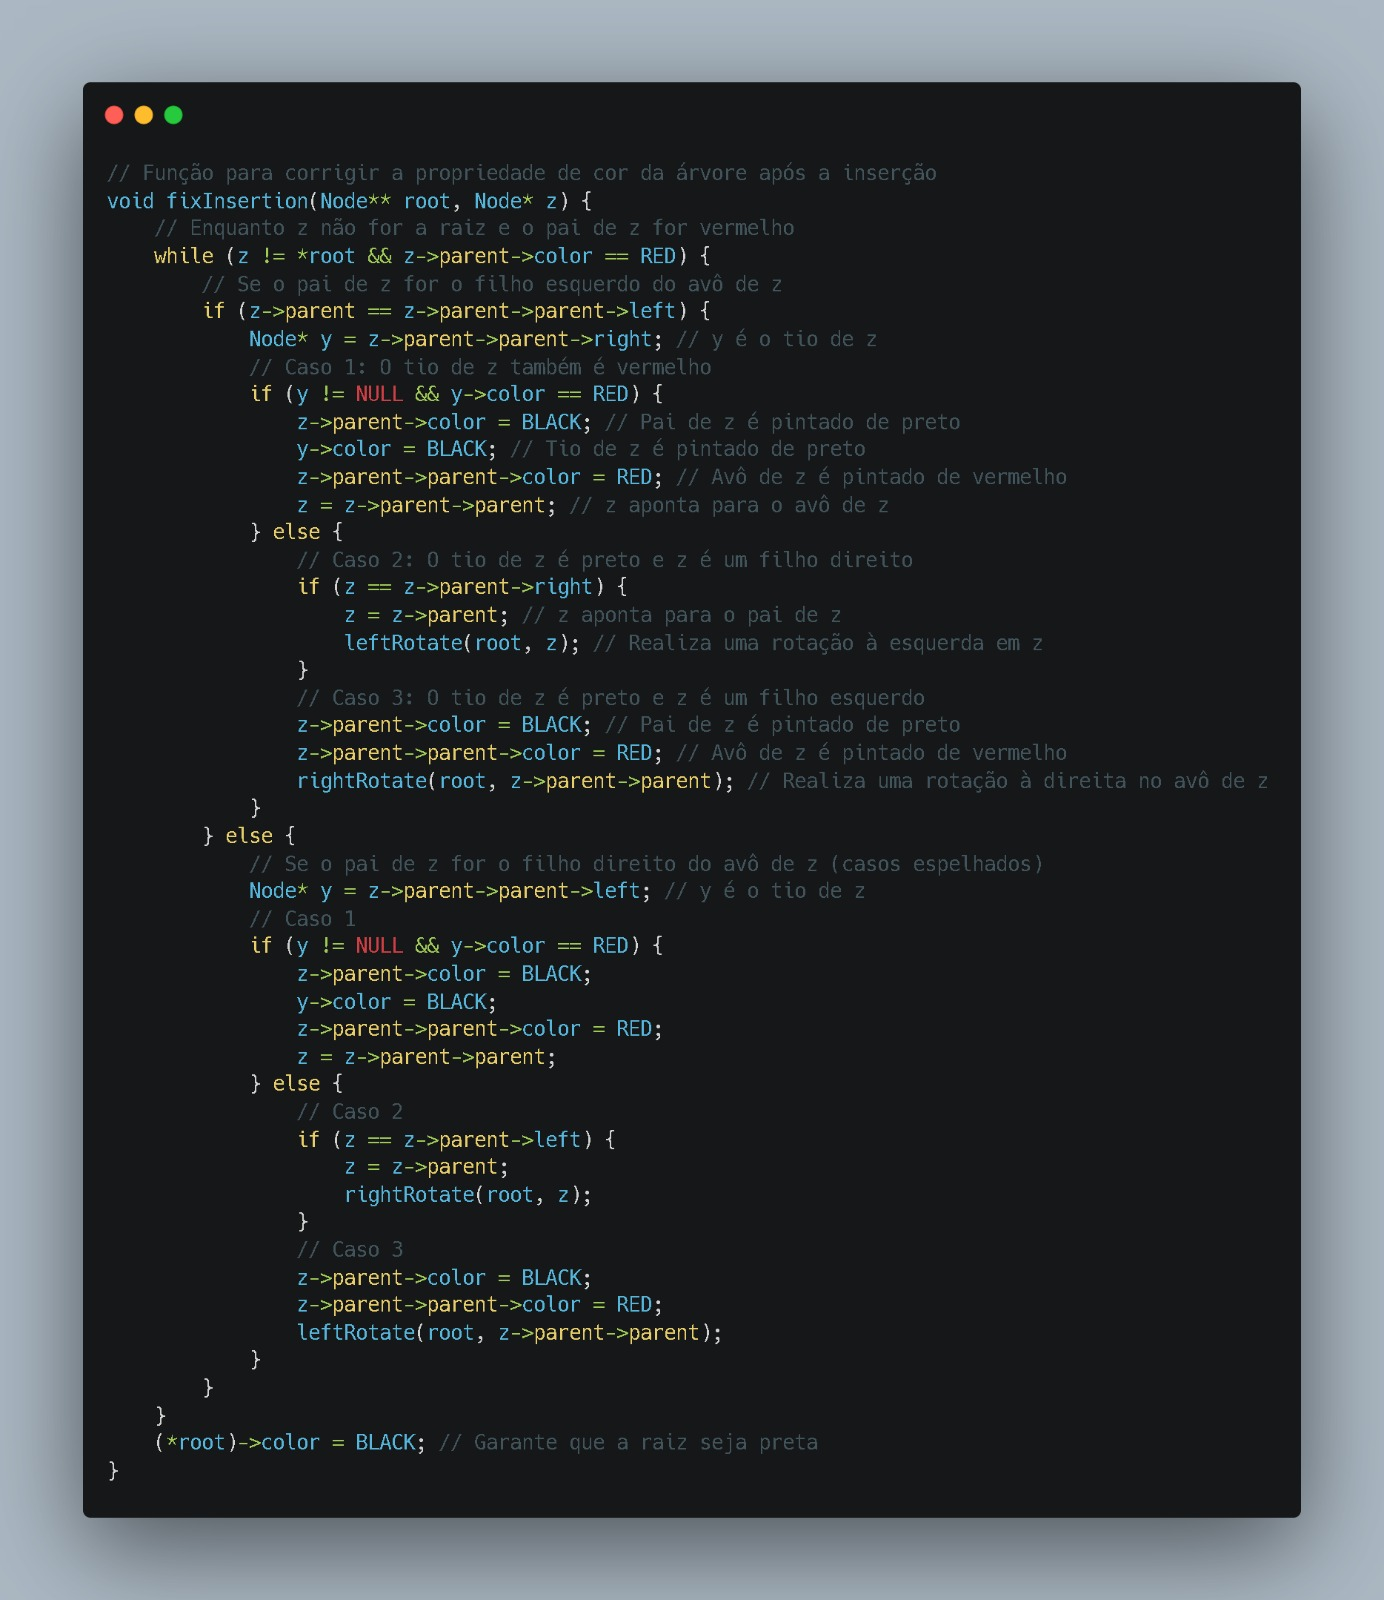 // Função para corrigir a propriedade de cor da árvore após a inserção
void fixInsertion(Node** root, Node* z) {
    // Enquanto z não for a raiz e o pai de z for vermelho
    while (z != *root && z->parent->color == RED) {
        // Se o pai de z for o filho esquerdo do avô de z
        if (z->parent == z->parent->parent->left) {
            Node* y = z->parent->parent->right; // y é o tio de z
            // Caso 1: O tio de z também é vermelho
            if (y != NULL && y->color == RED) {
                z->parent->color = BLACK; // Pai de z é pintado de preto
                y->color = BLACK; // Tio de z é pintado de preto
                z->parent->parent->color = RED; // Avô de z é pintado de vermelho
                z = z->parent->parent; // z aponta para o avô de z
            } else {
                // Caso 2: O tio de z é preto e z é um filho direito
                if (z == z->parent->right) {
                    z = z->parent; // z aponta para o pai de z
                    leftRotate(root, z); // Realiza uma rotação à esquerda em z
                }
                // Caso 3: O tio de z é preto e z é um filho esquerdo
                z->parent->color = BLACK; // Pai de z é pintado de preto
                z->parent->parent->color = RED; // Avô de z é pintado de vermelho
                rightRotate(root, z->parent->parent); // Realiza uma rotação à direita no avô de z
            }
        } else {
            // Se o pai de z for o filho direito do avô de z (casos espelhados)
            Node* y = z->parent->parent->left; // y é o tio de z
            // Caso 1
            if (y != NULL && y->color == RED) {
                z->parent->color = BLACK;
                y->color = BLACK;
                z->parent->parent->color = RED;
                z = z->parent->parent;
            } else {
                // Caso 2
                if (z == z->parent->left) {
                    z = z->parent;
                    rightRotate(root, z);
                }
                // Caso 3
                z->parent->color = BLACK;
                z->parent->parent->color = RED;
                leftRotate(root, z->parent->parent);
            }
        }
    }
    (*root)->color = BLACK; // Garante que a raiz seja preta
}